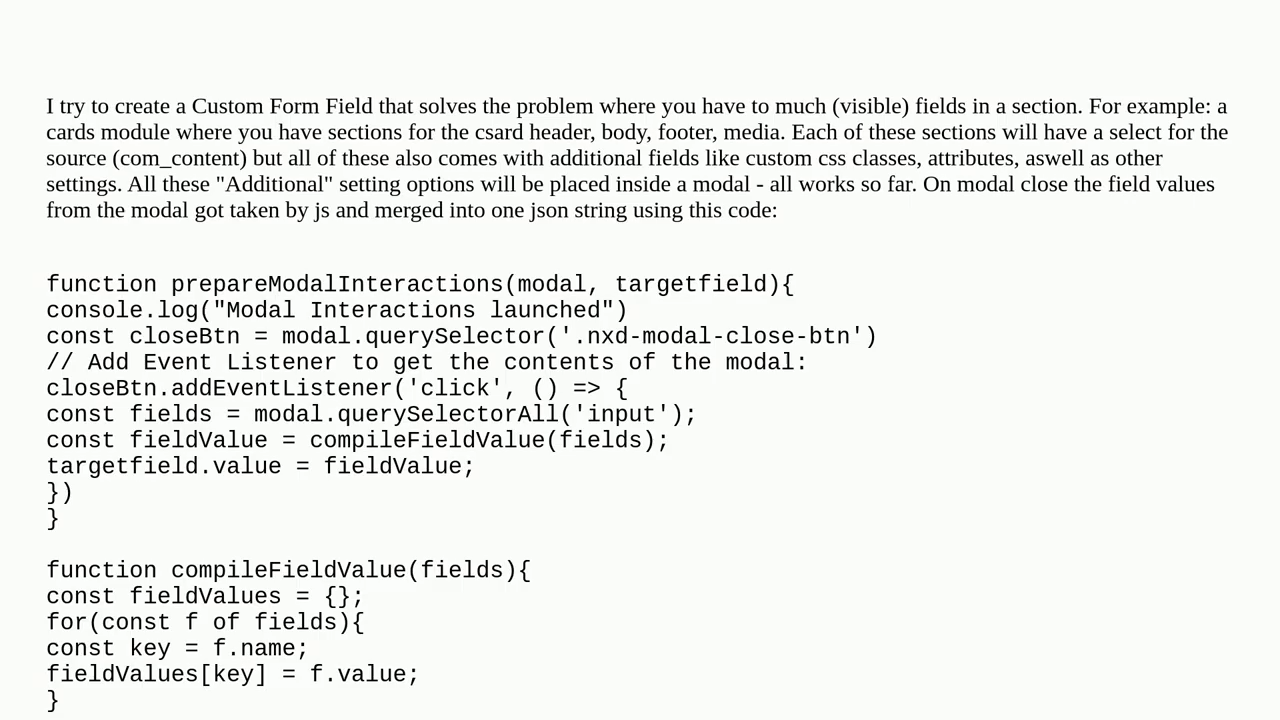 I try to create a Custom Form Field that solves the problem where you have to much (visible) fields in a section. For example: a
cards module where you have sections for the csard header, body, footer, media. Each of these sections will have a select for the
source (com_content) but all of these also comes with additional fields like custom css classes, attributes, aswell as other
settings. All these "Additional" setting options will be placed inside a modal - all works so far. On modal close the field values
from the modal got taken by js and merged into one json string using this code:
function prepareModalInteractions(modal, targetfield){
console.log("Modal Interactions launched")
const closeBtn = modal.querySelector('.nxd-modal-close-btn')
// Add Event Listener to get the contents of the modal:
closeBtn.addEventListener('click', () => {
const fields = modal.querySelectorAll('input');
const fieldValue = compileFieldValue(fields);
targetfield.value = fieldValue;
})
}
function compileFieldValue(fields){
const fieldValues = {};
for(const f of fields){
const key = f.name;
fieldValues[key] = f.value;
}